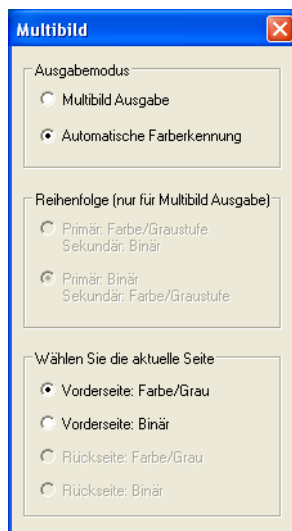 Multibild
Ausgabemodus
Multibild Ausgabe
Automatische Farberkennung
Reihenfolge (nur für Multibild Ausgabe)
Primär: Farbe/Graustufe
Sekundär: Binär
Primär: Binär
Sekundär: Farbe/Graustufe
Wählen Sie die aktuelle Seite
Vorderseite: Farbe/Grau
Vorderseite: Binär
Rückseite: Farbe/Grau
Rückseite: Binär